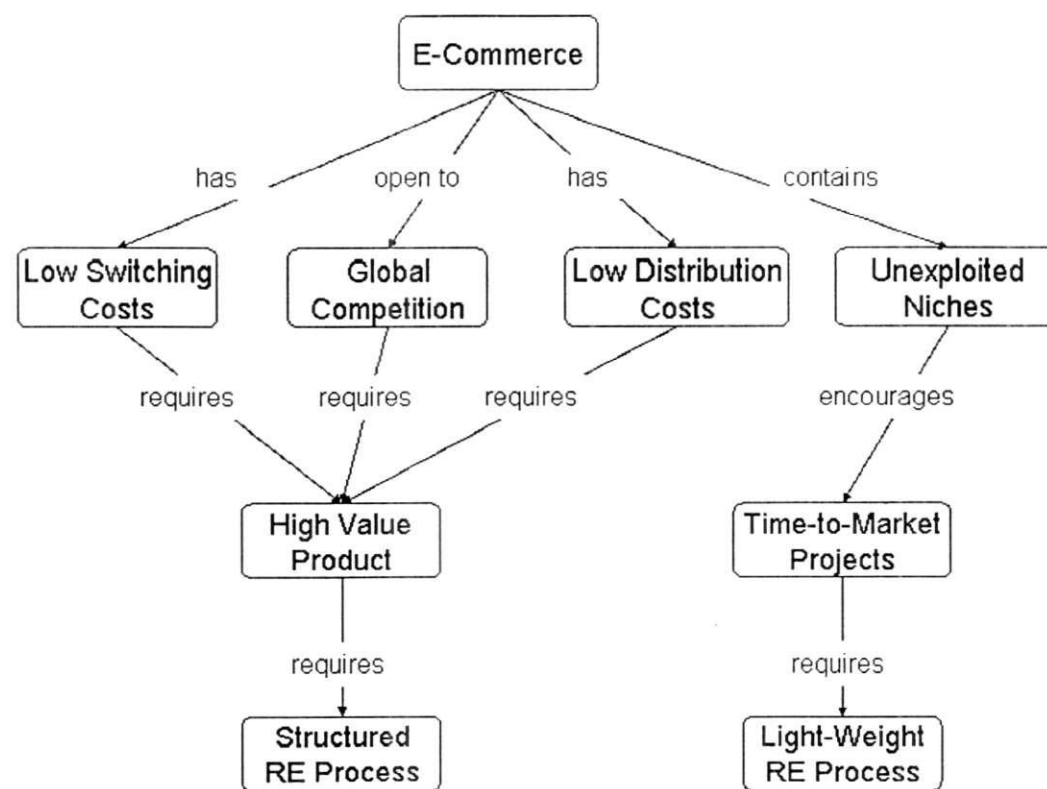 E-Commerce
has
open to
has
contains
Low Switching
Costs
Global
Competition
Low Distribution
Costs
Unexploited
Niches
requires
requires
requires
encourages
High Value
Product
Time-to-Market
Projects
requires
requires
Structured
RE Process
Light-Weight
RE Process